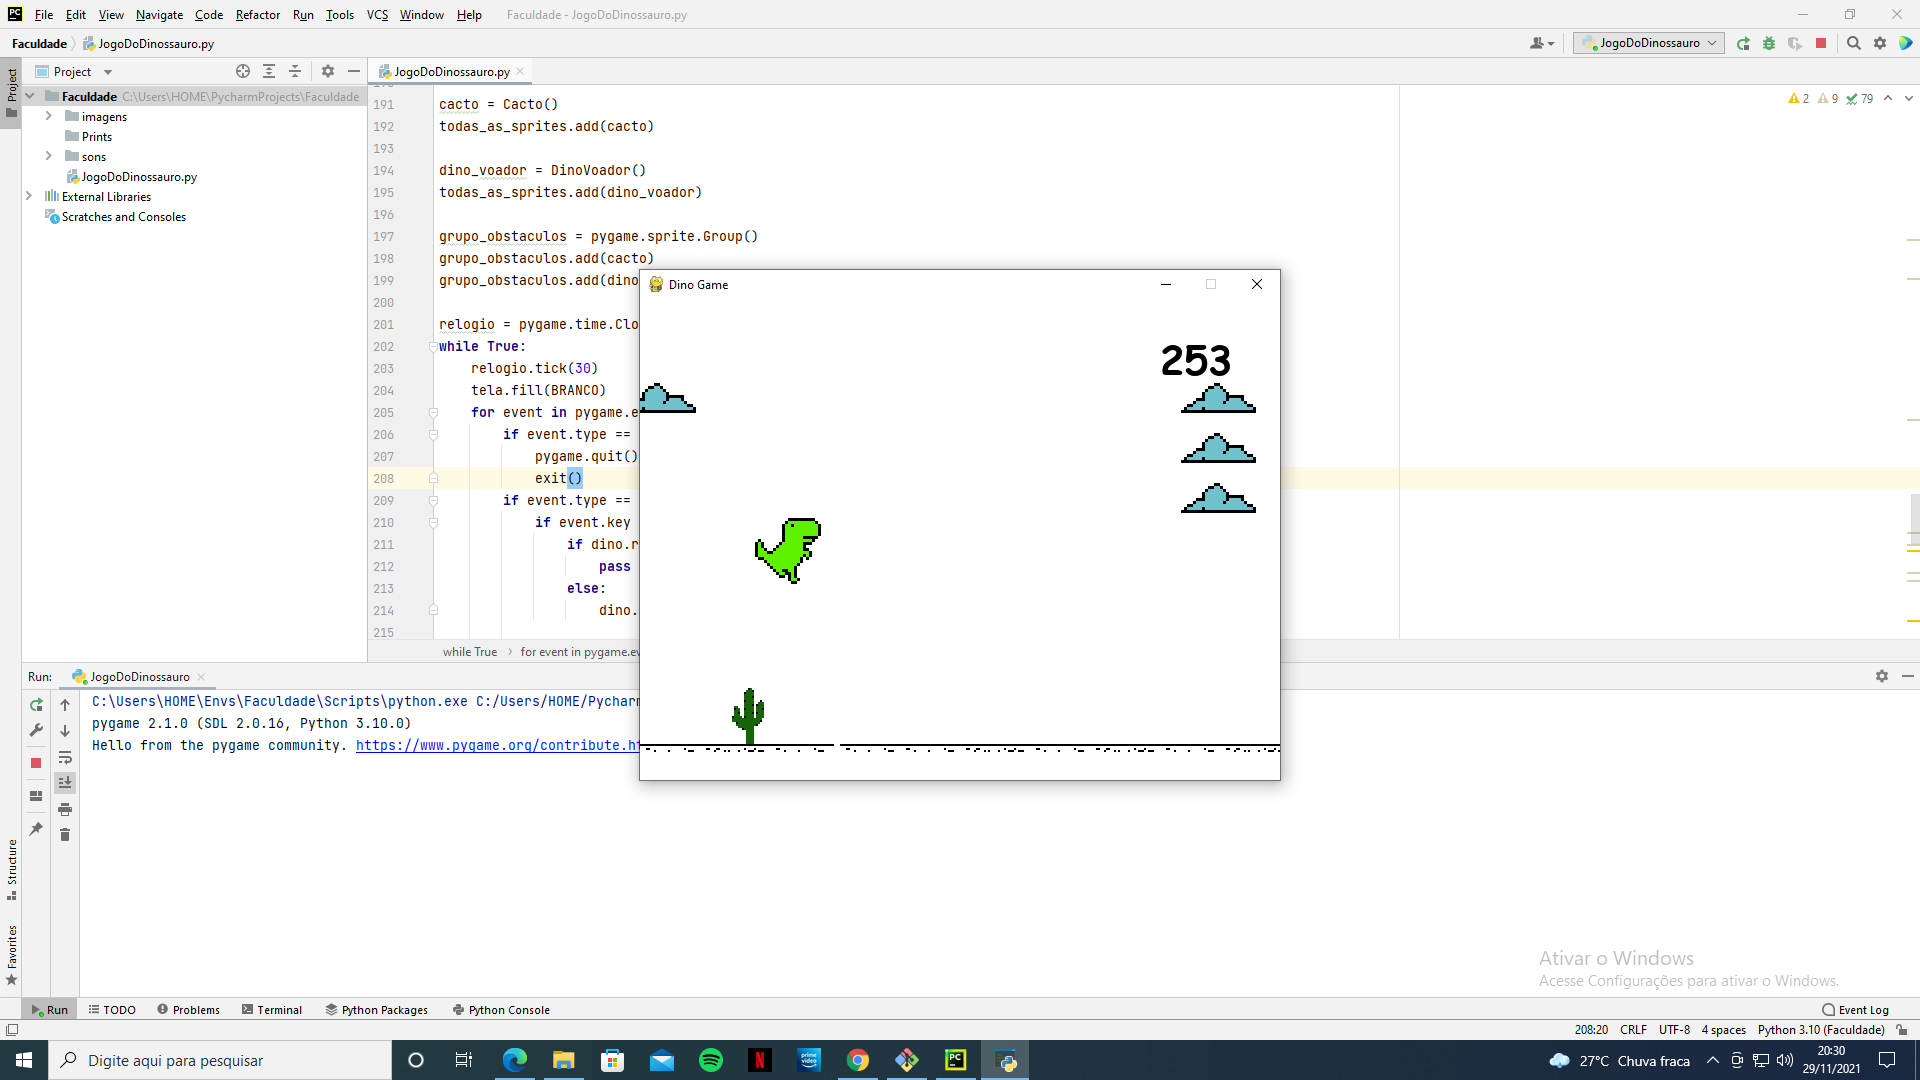 File Edit View Navigate Code Refactor Run Tools VCS Window Help Faculdade - JogoDoDinossauro.py
Faculdade JogoDoDinossauro.py
JogoDoDinossauro
Project
Project
JogoDoDinossauro.py
Faculdade C:\Users\HOME\PycharmProjects\Faculdade
imagens
Prints
sons
JogoDoDinossauro.py
External Libraries
Scratches and Consoles
2 9 79
191 cacto = Cacto()
192 todas_as_sprites.add(cacto)
193
194 dino_voador = DinoVoador()
195 todas_as_sprites.add(dino_voador)
196
197 grupo_obstaculos = pygame.sprite.Group()
198 grupo_obstaculos.add(cacto)
199 grupo_obstaculos.add(dino
200
201 relogio = pygame.time.Clo
202 while True:
203 relogio.tick(30)
204 tela.fill(BRANCO)
205 for event in pygame.e
206 if event.type ==
207 pygame.quit()
208 exit()
209 if event.type ==
210 if event.key
211 if dino.r
212 pass
213 else:
214 dino.
215
while True for event in pygame.ev
Dino Game
253
Run: JogoDoDinossauro
C:\Users\HOME\Envs\Faculdade\Scripts\python.exe C:/Users/HOME/Pycharm
pygame 2.1.0 (SDL 2.0.16, Python 3.10.0)
Hello from the pygame community. https://www.pygame.org/contribute.ht
Structure
Favorites
Ativar o Windows
Acesse Configurações para ativar o Windows.
Run TODO Problems Terminal Python Packages Python Console Event Log
208:20 CRLF UTF-8 4 spaces Python 3.10 (Faculdade)
Digite aqui para pesquisar
27°C Chuva fraca
20:30
29/11/2021